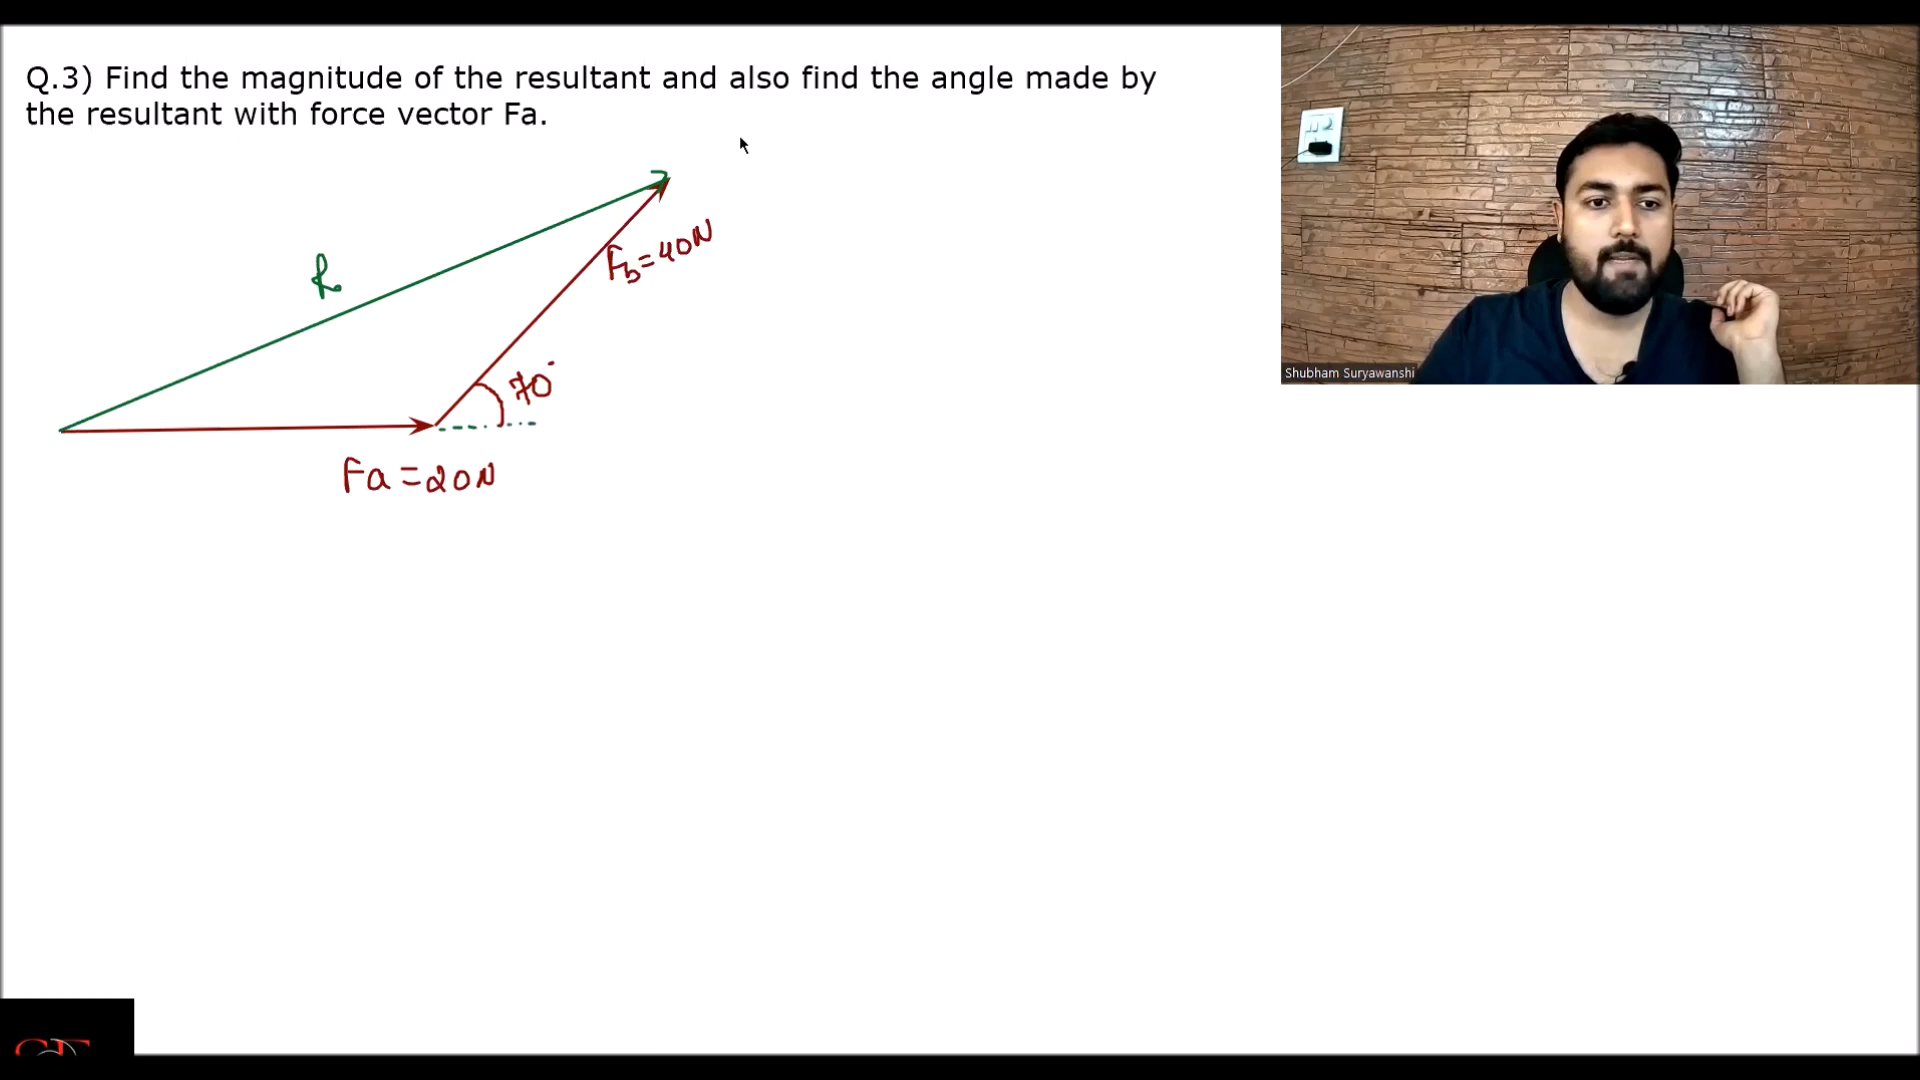 Q.3) Find the magnitude of the resultant and also find the angle made by
the resultant with force vector Fa.
R
Fb=40N
70°
Fa=20N
Shubham Suryawanshi